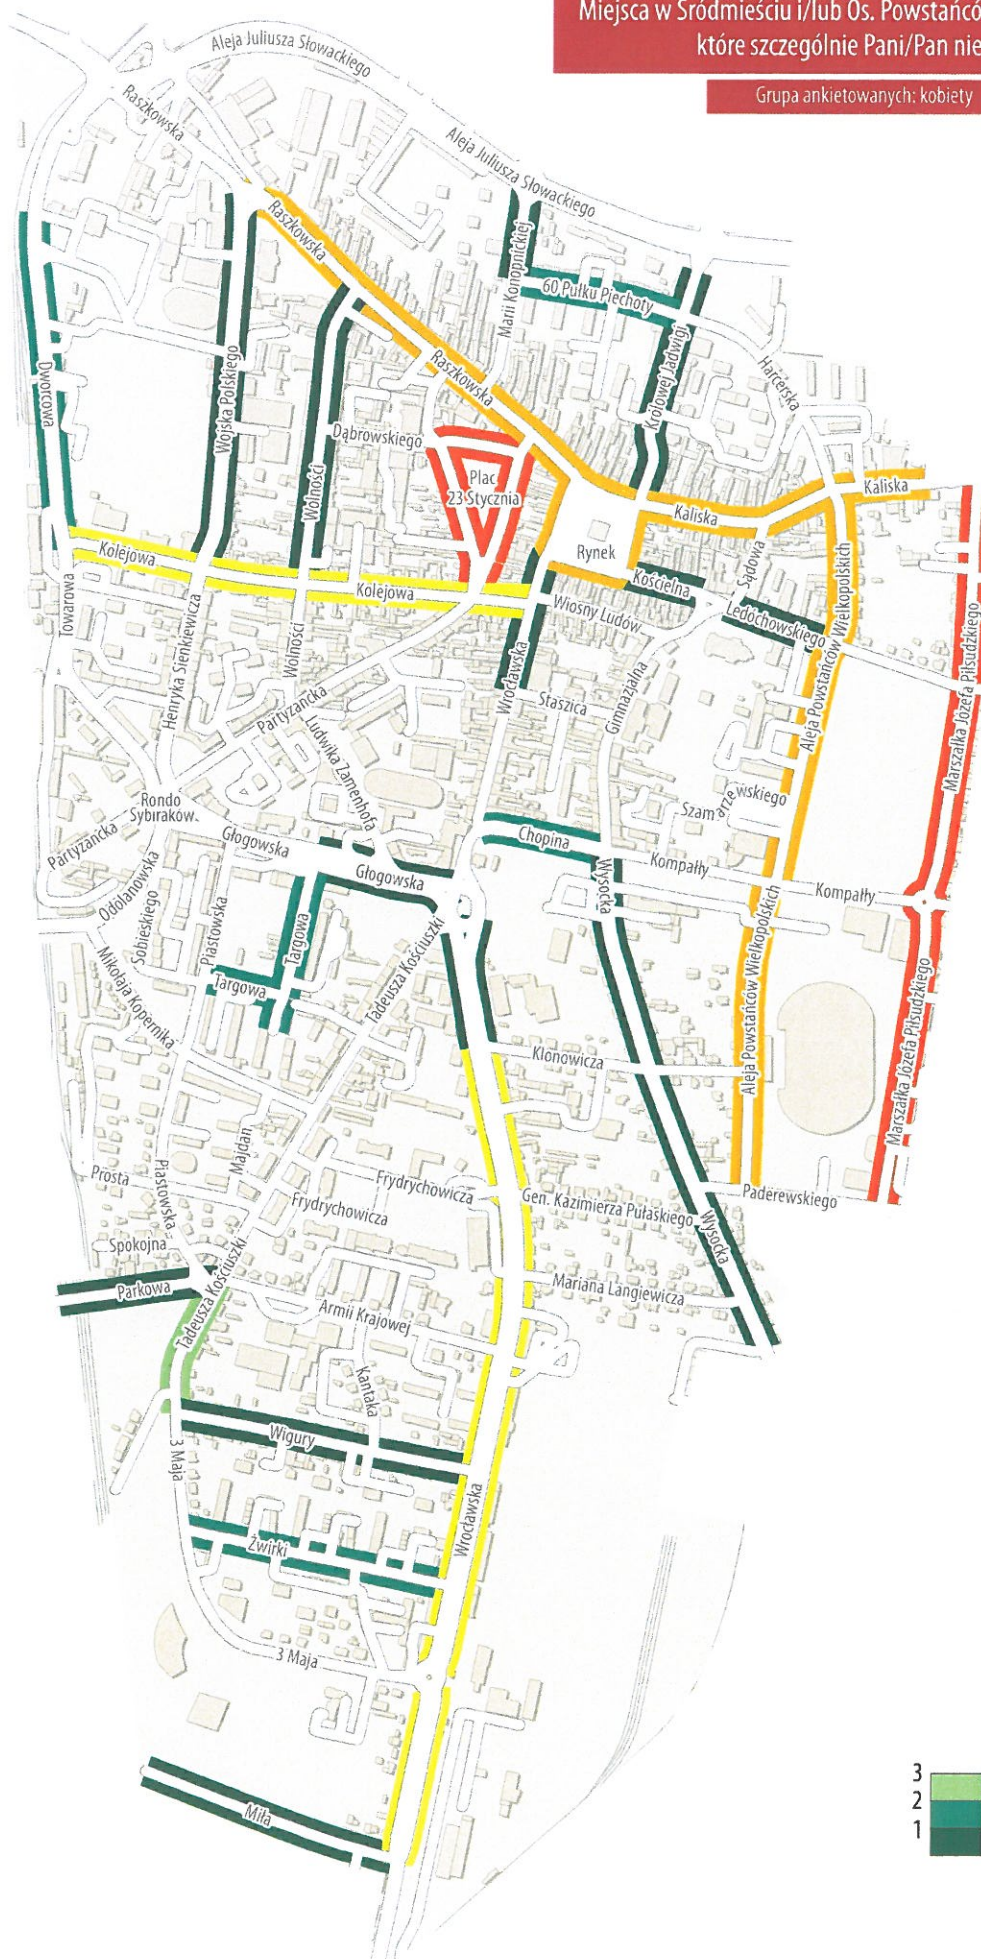 Miejsca w Śródmieściu i/lub Os. Powstańcó
które szczególnie Pani/Pan nie
Grupa ankietowanych: kobiety
Aleja Juliusza Słowackiego
Raszkowska
Aleja Juliusza Słowackiego
Raszkowska
Marii Konopnickiej
60 Pułku Piechoty
Królowej Jadwigi
Harcerska
Dworcowa
Wojska Polskiego
Raszkowska
Dąbrowskiego
Wolności
Plac
23 Stycznia
Kaliska
Kaliska
Rynek
Sądowa
Kolejowa
Kolejowa
Kościelna
Ledóchowskiego
Wiosny Ludów
Towarowa
Henryka Sienkiewicza
Wolności
Partyzancka
Wrocławska
Staszica
Gimnazjalna
Aleja Powstańców Wielkopolskich
Aleja Powstańców Wielkopolskich
Marszałka Józefa Piłsudzkiego
Ludwika Zamenhofa
Szamarzewskiego
Rondo
Sybiraków
Partyzancka
Głogowska
Głogowska
Chopina
Kompałły
Kompałły
Wysocka
Odolanowska
Sobieskiego
Piastowska
Targowa
Targowa
Mikołaja Kopernika
Tadeusza Kościuszki
Aleja Powstańców Wielkopolskich
Marszałka Józefa Piłsudzkiego
Klonowicza
Majdan
Prosta
Piastowska
Frydrychowicza
Frydrychowicza
Gen. Kazimierza Pułaskiego
Paderewskiego
Wysocka
Spokojna
Parkowa
Tadeusza Kościuszki
Armii Krajowej
Mariana Langiewicza
Kantaka
Wigury
3 Maja
Wrocławska
Żwirki
3 Maja
Miła
3
2
1